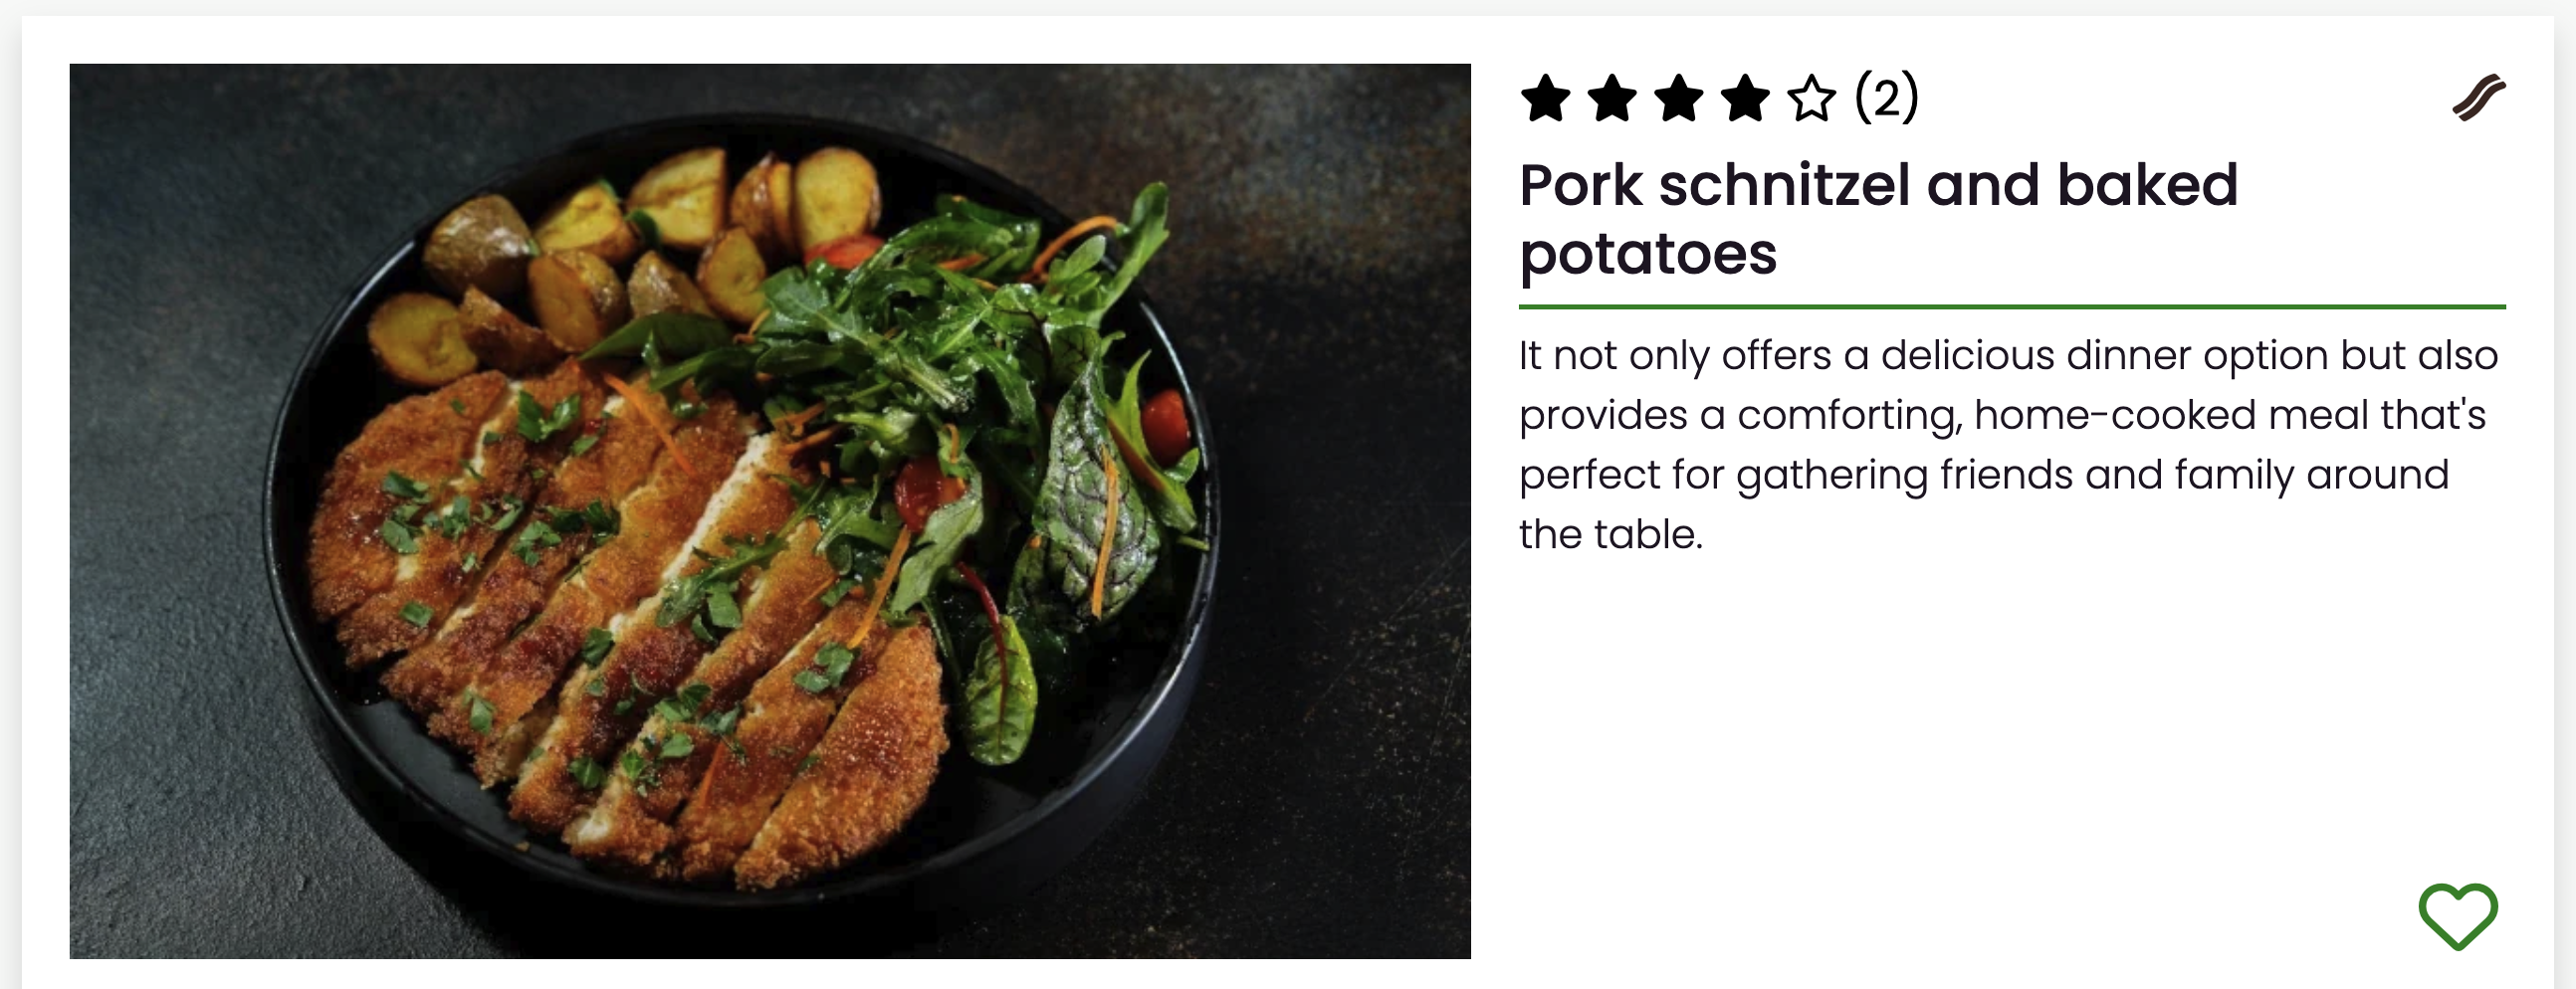 (2)
Pork schnitzel and baked
potatoes
It not only offers a delicious dinner option but also
provides a comforting, home-cooked meal that's
perfect for gathering friends and family around
the table.